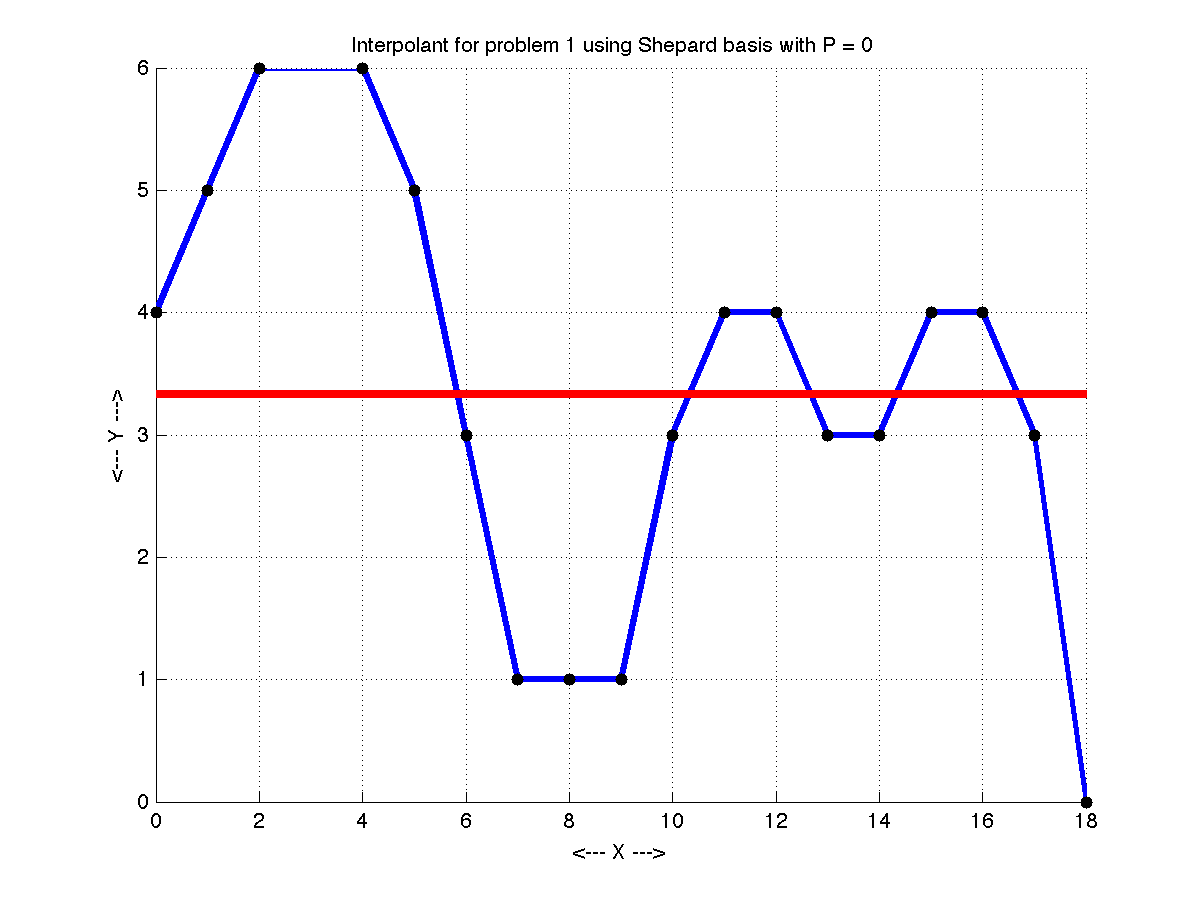 Interpolant for problem 1 using Shepard basis with P = 0
6
5
4
3
2
1
0
<--- Y --->
0 2 4 6 8 10 12 14 16 18
<--- X --->